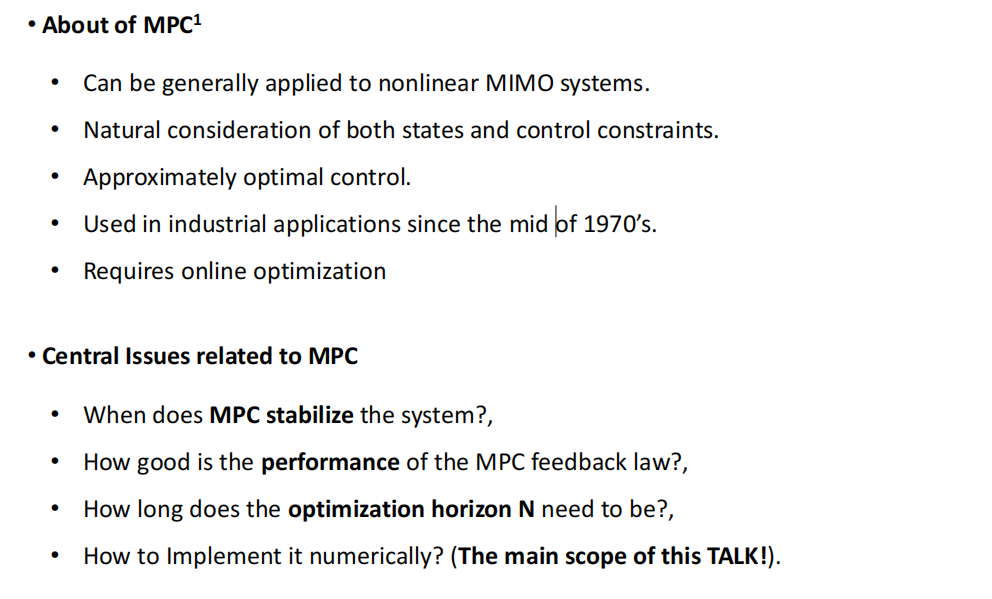 • About of MPC¹
• Can be generally applied to nonlinear MIMO systems.
• Natural consideration of both states and control constraints.
• Approximately optimal control.
• Used in industrial applications since the mid of 1970’s.
• Requires online optimization
• Central Issues related to MPC
• When does MPC stabilize the system?,
• How good is the performance of the MPC feedback law?,
• How long does the optimization horizon N need to be?,
• How to Implement it numerically? (The main scope of this TALK!).